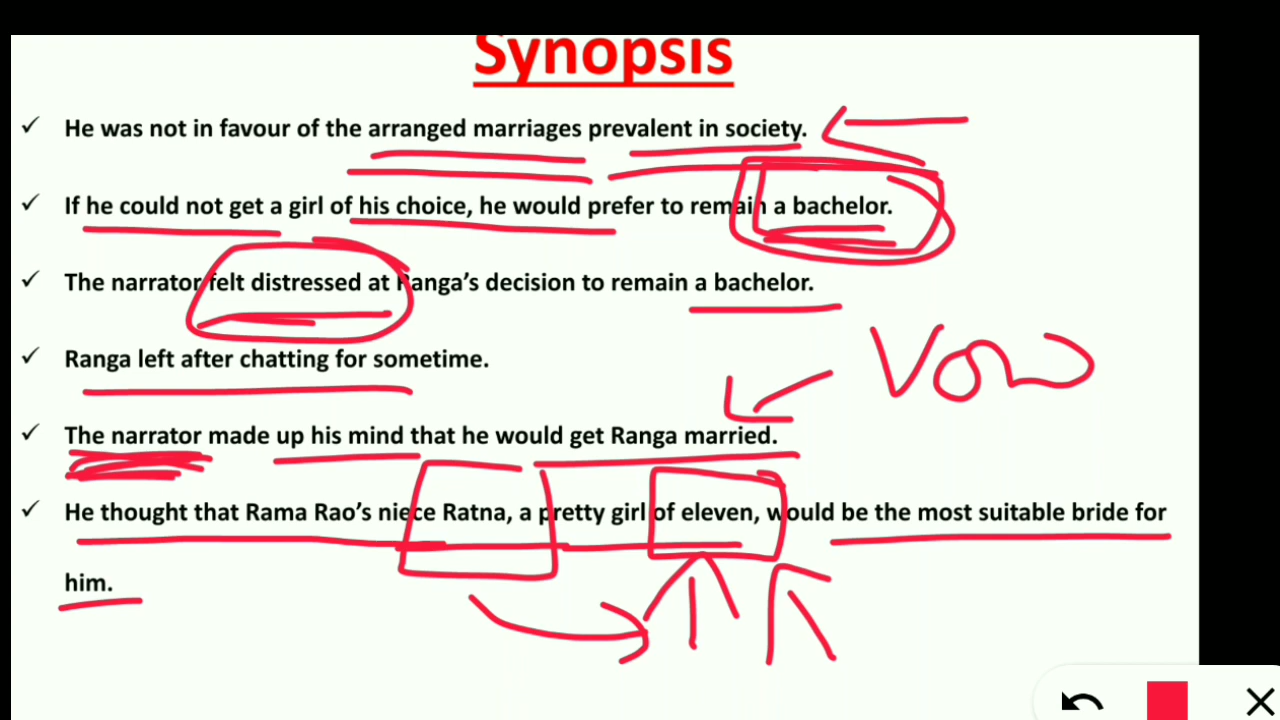 Synopsis
✓ He was not in favour of the arranged marriages prevalent in society.
✓ If he could not get a girl of his choice, he would prefer to remain a bachelor.
✓ The narrator felt distressed at Ranga's decision to remain a bachelor.
✓ Ranga left after chatting for sometime.
Vow
✓ The narrator made up his mind that he would get Ranga married.
✓ He thought that Rama Rao's niece Ratna, a pretty girl of eleven, would be the most suitable bride for
him.